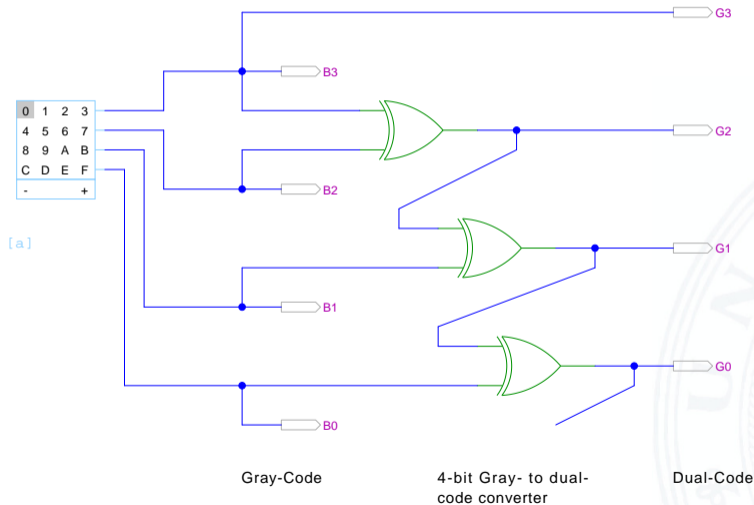 G3
B3
0 1 2 3
4 5 6 7
8 9 A B
C D E F
- +
G2
B2
[a]
G1
B1
G0
B0
Gray-Code
4-bit Gray- to dual-
code converter
Dual-Code
U N